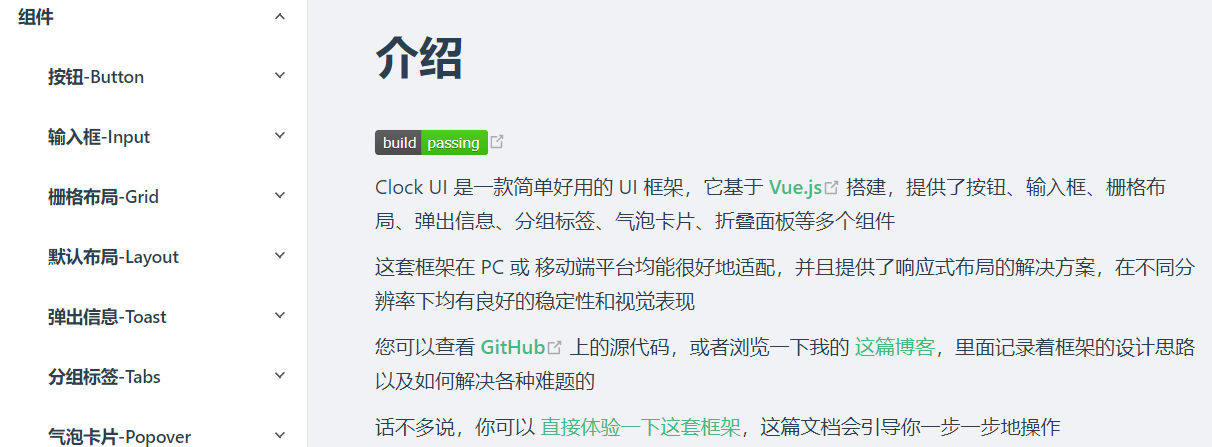 组件
按钮-Button
输入框-Input
栅格布局-Grid
默认布局-Layout
弹出信息-Toast
分组标签-Tabs
气泡卡片-Popover
介绍
build passing
Clock UI 是一款简单好用的 UI 框架，它基于 Vue.js 搭建，提供了按钮、输入框、栅格布
局、弹出信息、分组标签、气泡卡片、折叠面板等多个组件
这套框架在 PC 或 移动端平台均能很好地适配，并且提供了响应式布局的解决方案，在不同分
辨率下均有良好的稳定性和视觉表现
您可以查看 GitHub 上的源代码，或者浏览一下我的 这篇博客，里面记录着框架的设计思路
以及如何解决各种难题的
话不多说，你可以 直接体验一下这套框架，这篇文档会引导你一步一步地操作